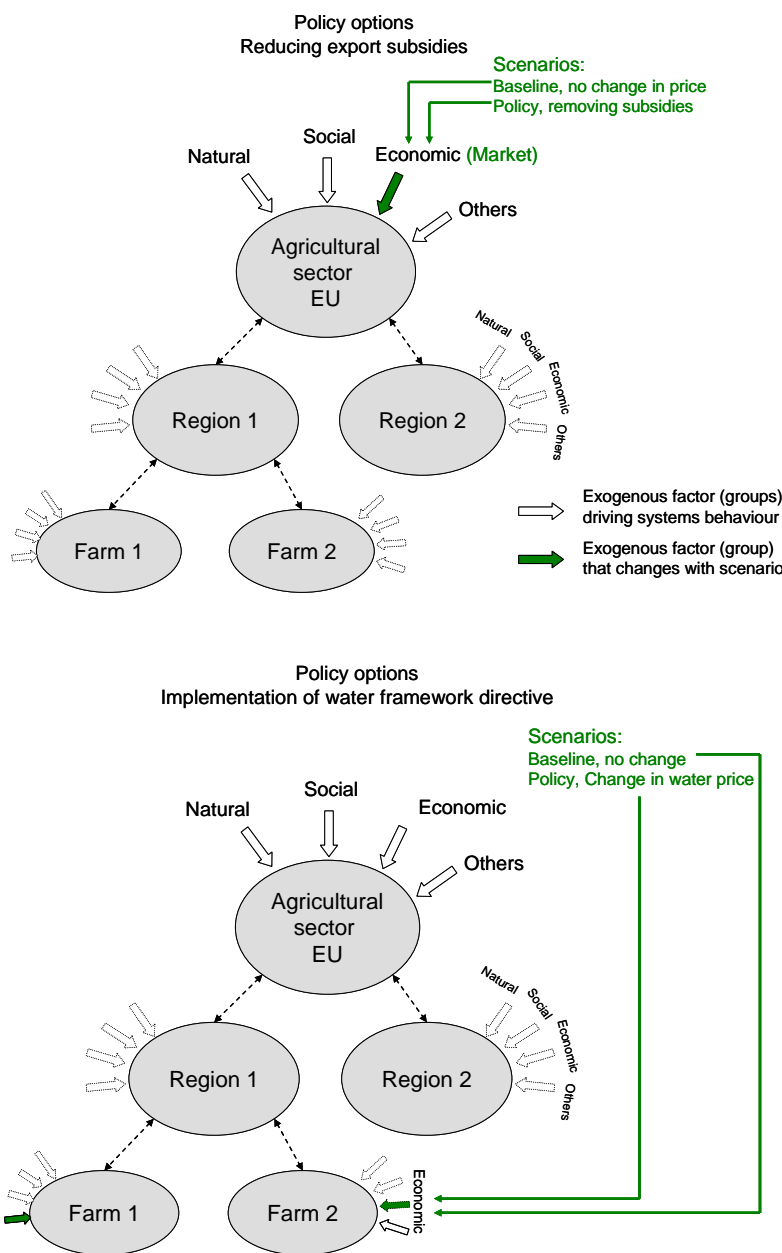 Policy options
Reducing export subsidies
Scenarios:
Baseline, no change in price
Policy, removing subsidies
Social
Natural
Economic (Market)
Others
Agricultural
sector
EU
Natural
Social
Economic
Others
Region 1
Region 2
Exogenous factor (groups)
driving systems behaviour
Farm 1
Farm 2
Exogenous factor (group)
that changes with scenario
Policy options
Implementation of water framework directive
Scenarios:
Baseline, no change
Policy, Change in water price
Social
Natural
Economic
Others
Agricultural
sector
EU
Natural
Social
Economic
Others
Region 1
Region 2
Farm 1
Farm 2
Economic